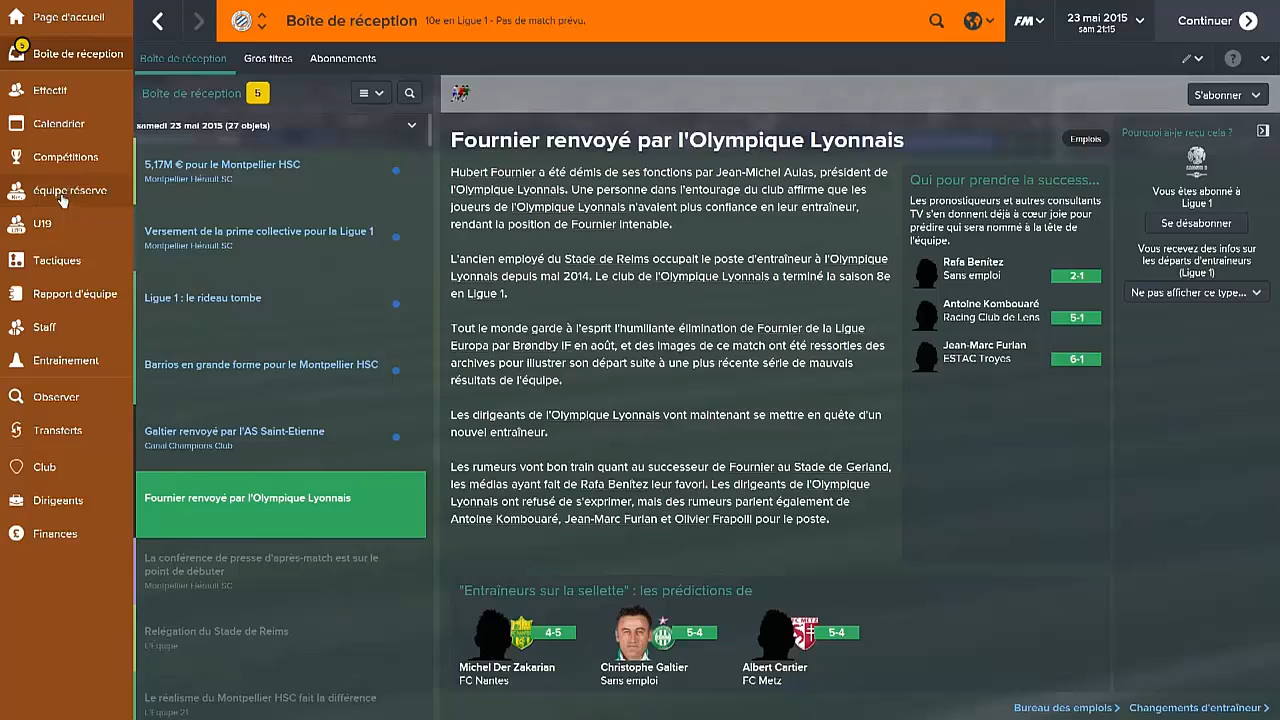 Page d'accueil
5
Boîte de réception
Effectif
Calendrier
Compétitions
équipe réserve
U19
Tactiques
Rapport d'équipe
Staff
Entraînement
Observer
Transferts
Club
Dirigeants
Finances
Boîte de réception
10e en Ligue 1 - Pas de match prévu.
FM
23 mai 2015
sam 21:15
Continuer
Boîte de réception
Gros titres
Abonnements
Boîte de réception 5
samedi 23 mai 2015 (27 objets)
5,17M € pour le Montpellier HSC
Montpellier Hérault SC
Versement de la prime collective pour la Ligue 1
Montpellier Hérault SC
Ligue 1 : le rideau tombe
Barrios en grande forme pour le Montpellier HSC
Galtier renvoyé par l'AS Saint-Etienne
Canal Champions Club
Fournier renvoyé par l'Olympique Lyonnais
La conférence de presse d'après-match est sur le
point de débuter
Montpellier Hérault SC
Relégation du Stade de Reims
L'Equipe
Le réalisme du Montpellier HSC fait la différence
L'Equipe 21
S'abonner
Fournier renvoyé par l'Olympique Lyonnais
Emplois
Hubert Fournier a été démis de ses fonctions par Jean-Michel Aulas, président de
l'Olympique Lyonnais. Une personne dans l'entourage du club affirme que les
joueurs de l'Olympique Lyonnais n'avaient plus confiance en leur entraîneur,
rendant la position de Fournier intenable.
L'ancien employé du Stade de Reims occupait le poste d'entraîneur à l'Olympique
Lyonnais depuis mai 2014. Le club de l'Olympique Lyonnais a terminé la saison 8e
en Ligue 1.
Tout le monde garde à l'esprit l'humiliante élimination de Fournier de la Ligue
Europa par Brøndby IF en août, et des images de ce match ont été ressorties des
archives pour illustrer son départ suite à une plus récente série de mauvais
résultats de l'équipe.
Les dirigeants de l'Olympique Lyonnais vont maintenant se mettre en quête d'un
nouvel entraîneur.
Les rumeurs vont bon train quant au successeur de Fournier au Stade de Gerland,
les médias ayant fait de Rafa Benítez leur favori. Les dirigeants de l'Olympique
Lyonnais ont refusé de s'exprimer, mais des rumeurs parlent également de
Antoine Kombouaré, Jean-Marc Furlan et Olivier Frapolli pour le poste.
Qui pour prendre la success...
Les pronostiqueurs et autres consultants
TV s'en donnent déjà à cœur joie pour
prédire qui sera nommé à la tête de
l'équipe.
Rafa Benítez
Sans emploi
2-1
Antoine Kombouaré
Racing Club de Lens
5-1
Jean-Marc Furlan
ESTAC Troyes
6-1
Pourquoi ai-je reçu cela ?
Vous êtes abonné à
Ligue 1
Se désabonner
Vous recevez des infos sur
les départs d'entraineurs
(Ligue 1)
Ne pas afficher ce type...
"Entraîneurs sur la sellette" : les prédictions de
4-5
Michel Der Zakarian
FC Nantes
5-4
Christophe Galtier
Sans emploi
5-4
Albert Cartier
FC Metz
Bureau des emplois
Changements d'entraîneur